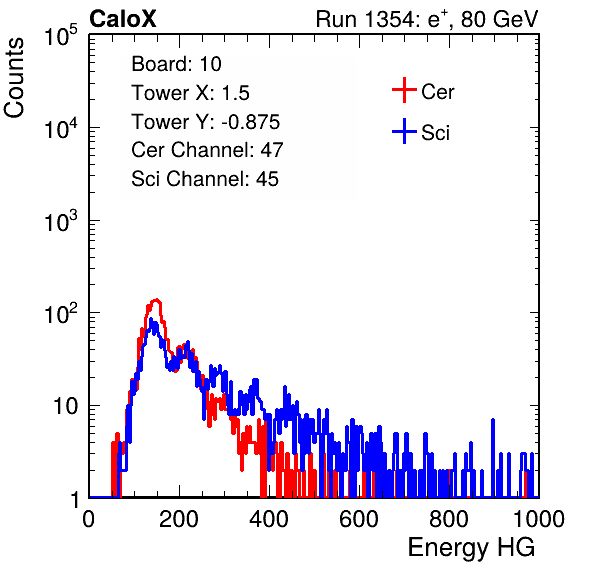 CaloX Run 1354: e⁺, 80 GeV
Counts
Board: 10
Tower X: 1.5
Tower Y: -0.875
Cer Channel: 47
Sci Channel: 45
Cer
Sci
10⁵
10⁴
10³
10²
10
1
0 200 400 600 800 1000
Energy HG